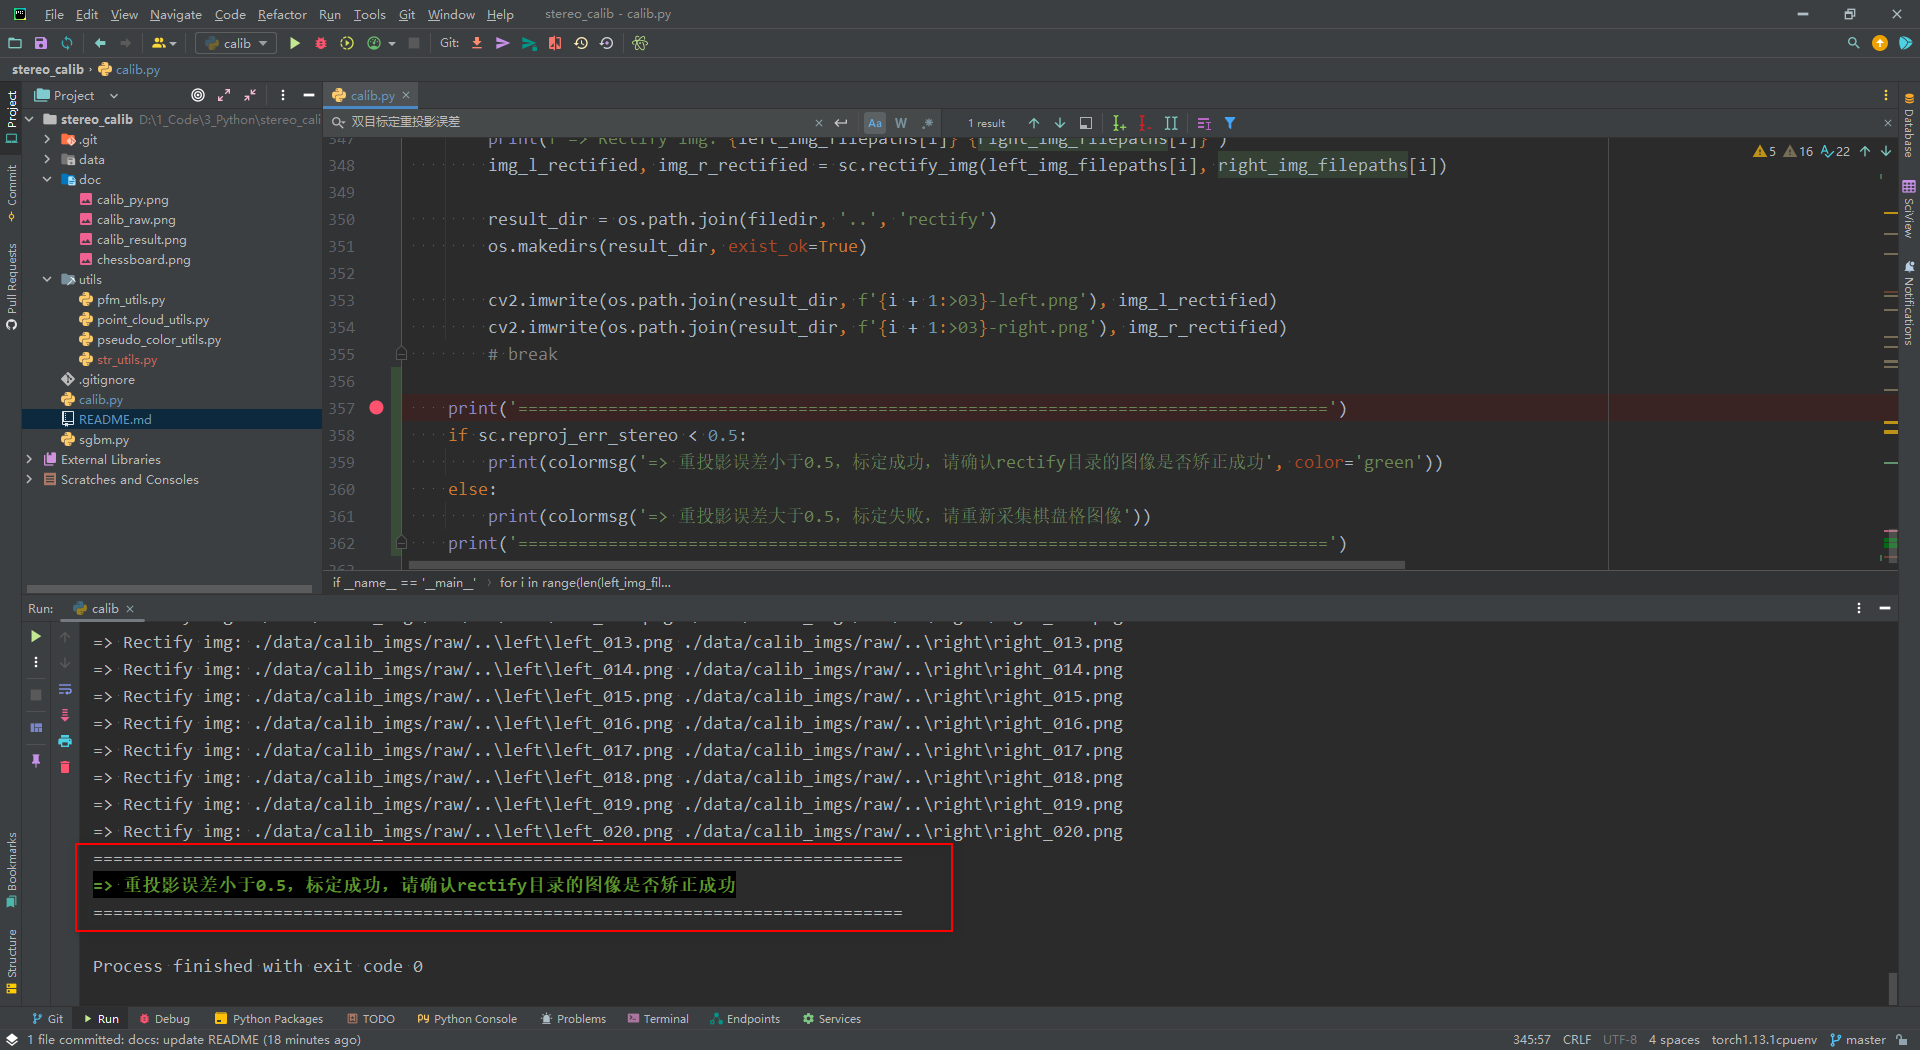 File Edit View Navigate Code Refactor Run Tools Git Window Help stereo_calib - calib.py
calib Git:
stereo_calib › calib.py
Project
calib.py
stereo_calib D:\1_Code\3_Python\stereo_cali
.git
data
doc
calib_py.png
calib_raw.png
calib_result.png
chessboard.png
utils
pfm_utils.py
point_cloud_utils.py
pseudo_color_utils.py
str_utils.py
.gitignore
calib.py
README.md
sgbm.py
External Libraries
Scratches and Consoles
Project
Commit
Pull Requests
Bookmarks
Structure
双目标定重投影误差 Aa W .* 1 result
5 16 22
347 print(f'=> Rectify img: {left_img_filepaths[i]} {right_img_filepaths[i]}')
348 img_l_rectified, img_r_rectified = sc.rectify_img(left_img_filepaths[i], right_img_filepaths[i])
349
350 result_dir = os.path.join(filedir, '..', 'rectify')
351 os.makedirs(result_dir, exist_ok=True)
352
353 cv2.imwrite(os.path.join(result_dir, f'{i + 1:>03}-left.png'), img_l_rectified)
354 cv2.imwrite(os.path.join(result_dir, f'{i + 1:>03}-right.png'), img_r_rectified)
355 # break
356
357 print('=================================================================================')
358 if sc.reproj_err_stereo < 0.5:
359 print(colormsg('=> 重投影误差小于0.5，标定成功，请确认rectify目录的图像是否矫正成功', color='green'))
360 else:
361 print(colormsg('=> 重投影误差大于0.5，标定失败，请重新采集棋盘格图像'))
362 print('=================================================================================')
if __name__ == '__main__' › for i in range(len(left_img_fil...
Database
SciView
Notifications
Run: calib
=> Rectify img: ./data/calib_imgs/raw/..\left\left_013.png ./data/calib_imgs/raw/..\right\right_013.png
=> Rectify img: ./data/calib_imgs/raw/..\left\left_014.png ./data/calib_imgs/raw/..\right\right_014.png
=> Rectify img: ./data/calib_imgs/raw/..\left\left_015.png ./data/calib_imgs/raw/..\right\right_015.png
=> Rectify img: ./data/calib_imgs/raw/..\left\left_016.png ./data/calib_imgs/raw/..\right\right_016.png
=> Rectify img: ./data/calib_imgs/raw/..\left\left_017.png ./data/calib_imgs/raw/..\right\right_017.png
=> Rectify img: ./data/calib_imgs/raw/..\left\left_018.png ./data/calib_imgs/raw/..\right\right_018.png
=> Rectify img: ./data/calib_imgs/raw/..\left\left_019.png ./data/calib_imgs/raw/..\right\right_019.png
=> Rectify img: ./data/calib_imgs/raw/..\left\left_020.png ./data/calib_imgs/raw/..\right\right_020.png
=================================================================================
=> 重投影误差小于0.5，标定成功，请确认rectify目录的图像是否矫正成功
=================================================================================
Process finished with exit code 0
Git Run Debug Python Packages TODO Python Console Problems Terminal Endpoints Services
1 file committed: docs: update README (18 minutes ago) 345:57 CRLF UTF-8 4 spaces torch1.13.1cpuenv master